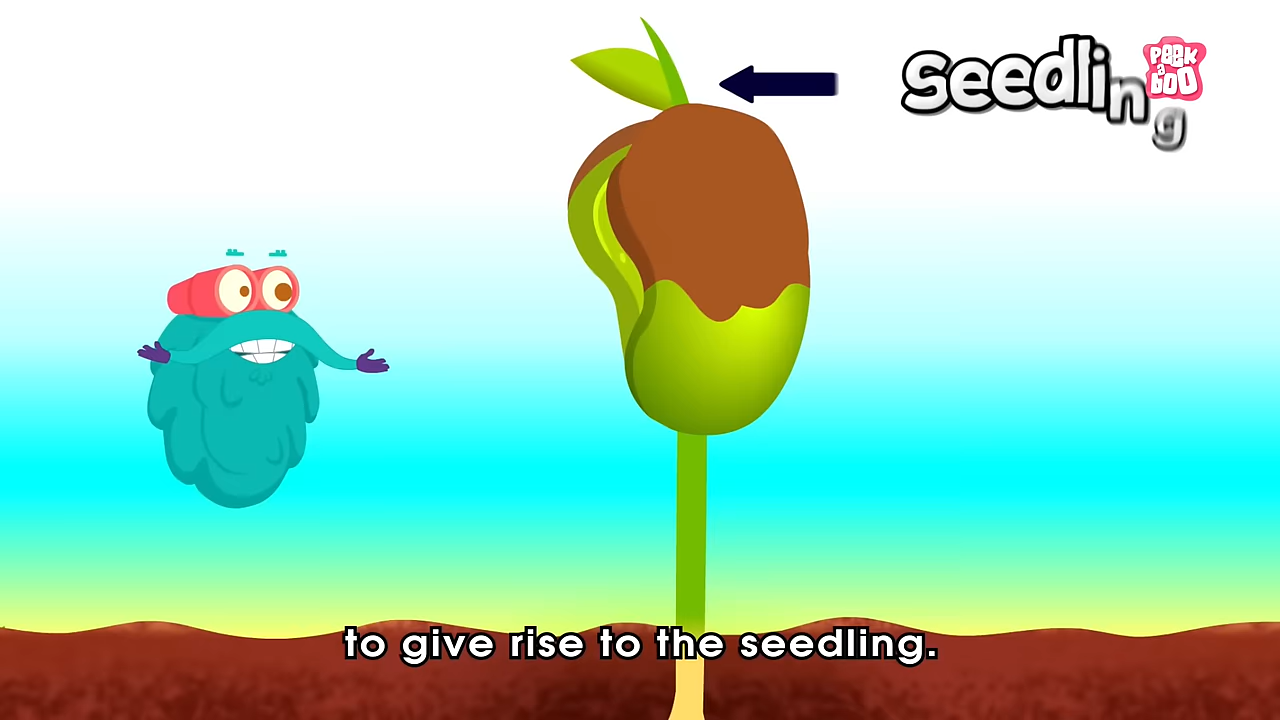 Seedling
PEEK
a
BOO
to give rise to the seedling.